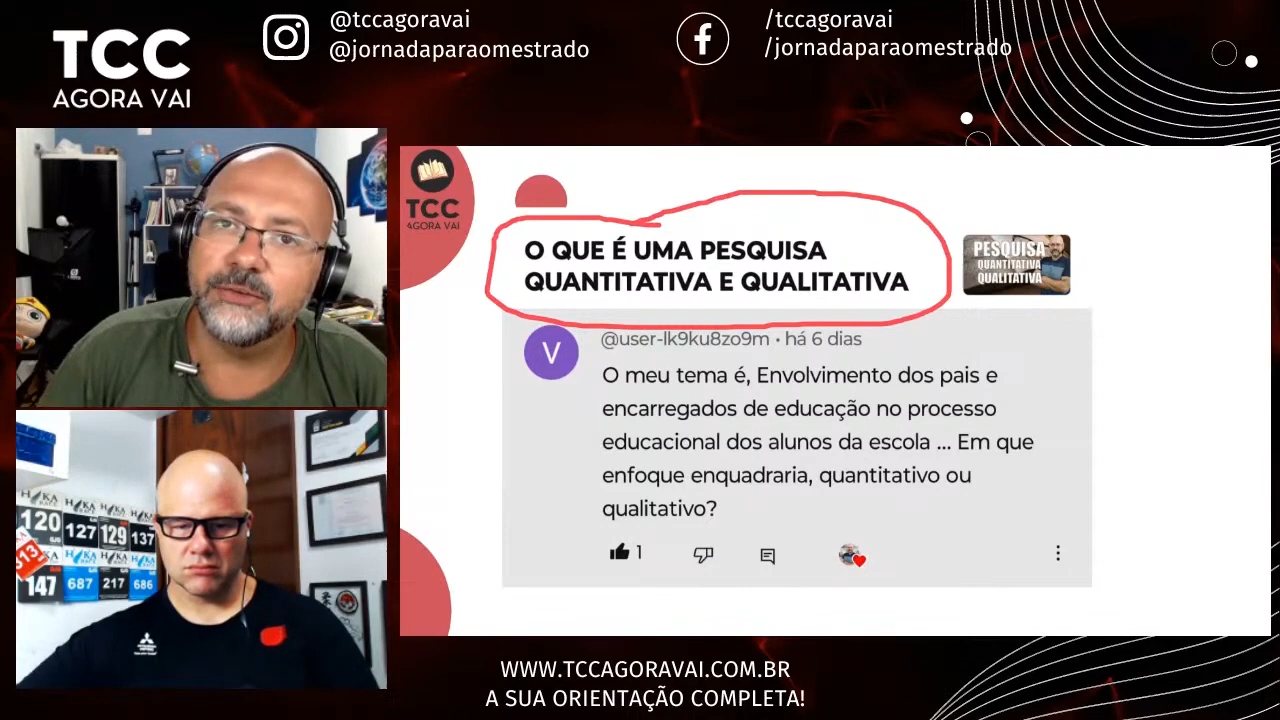 TCC
AGORA VAI
@tccagoravai
@jornadaparaomestrado
/tccagoravai
/jornadaparaomestrado
TCC
AGORA VAI
O QUE É UMA PESQUISA
QUANTITATIVA E QUALITATIVA
PESQUISA
QUANTITATIVA
QUALITATIVA
V
@user-lk9ku8zo9m • há 6 dias
O meu tema é, Envolvimento dos pais e
encarregados de educação no processo
educacional dos alunos da escola ... Em que
enfoque enquadraria, quantitativo ou
qualitativo?
1
120
127
129
137
313
147
687
217
686
WWW.TCCAGORAVAI.COM.BR
A SUA ORIENTAÇÃO COMPLETA!